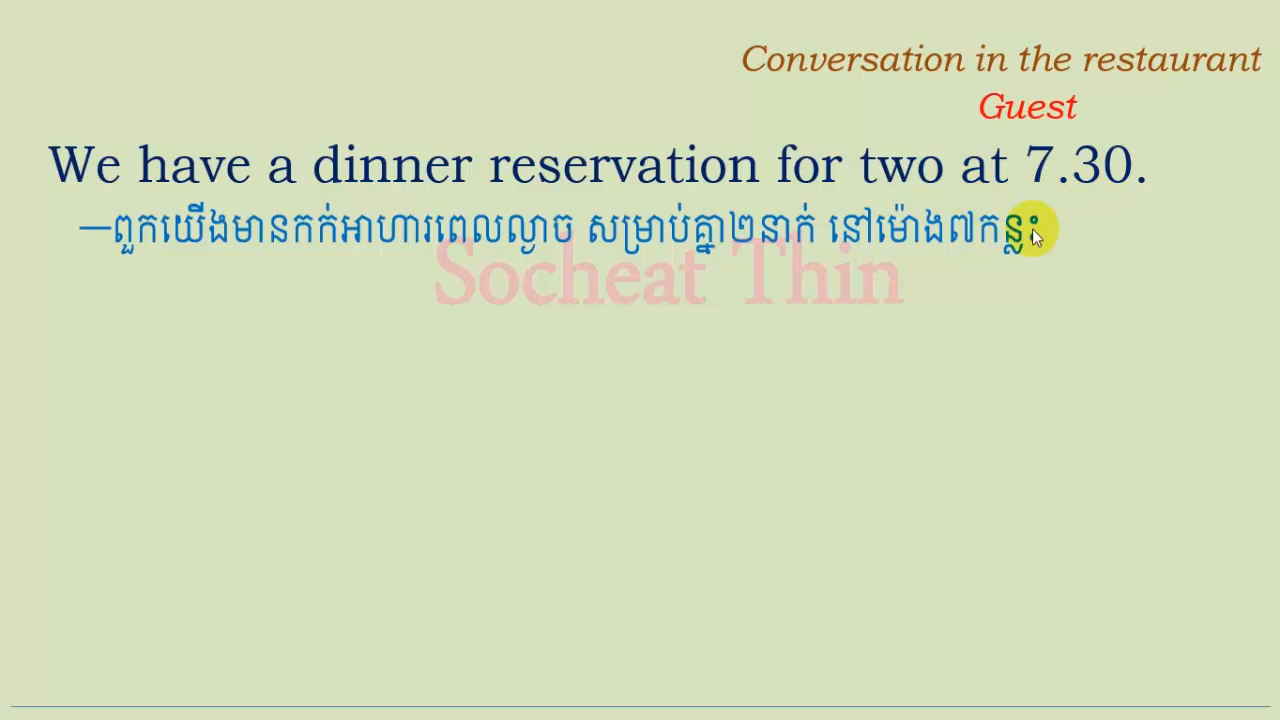 Conversation in the restaurant
Guest
We have a dinner reservation for two at 7.30.
—ពួកយើងមានកក់អាហារពេលល្ងាច សម្រាប់គ្នា២នាក់ នៅម៉ោង៧កន្លះ
Socheat Thin